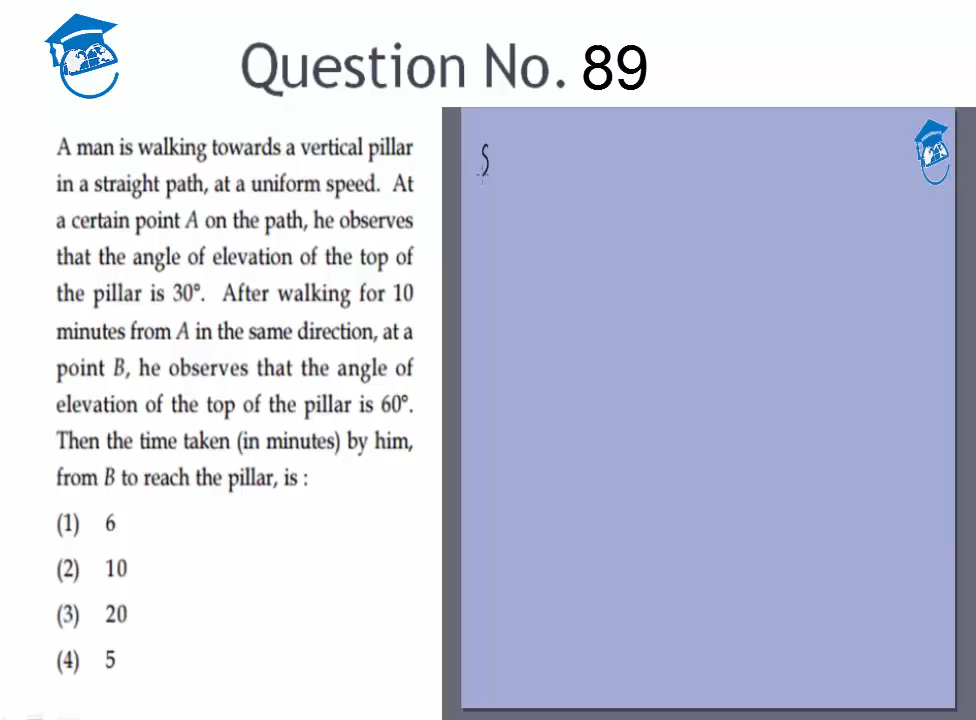 Question No. 89
A man is walking towards a vertical pillar
in a straight path, at a uniform speed. At
a certain point A on the path, he observes
that the angle of elevation of the top of
the pillar is 30°. After walking for 10
minutes from A in the same direction, at a
point B, he observes that the angle of
elevation of the top of the pillar is 60°.
Then the time taken (in minutes) by him,
from B to reach the pillar, is :
(1) 6
(2) 10
(3) 20
(4) 5
S